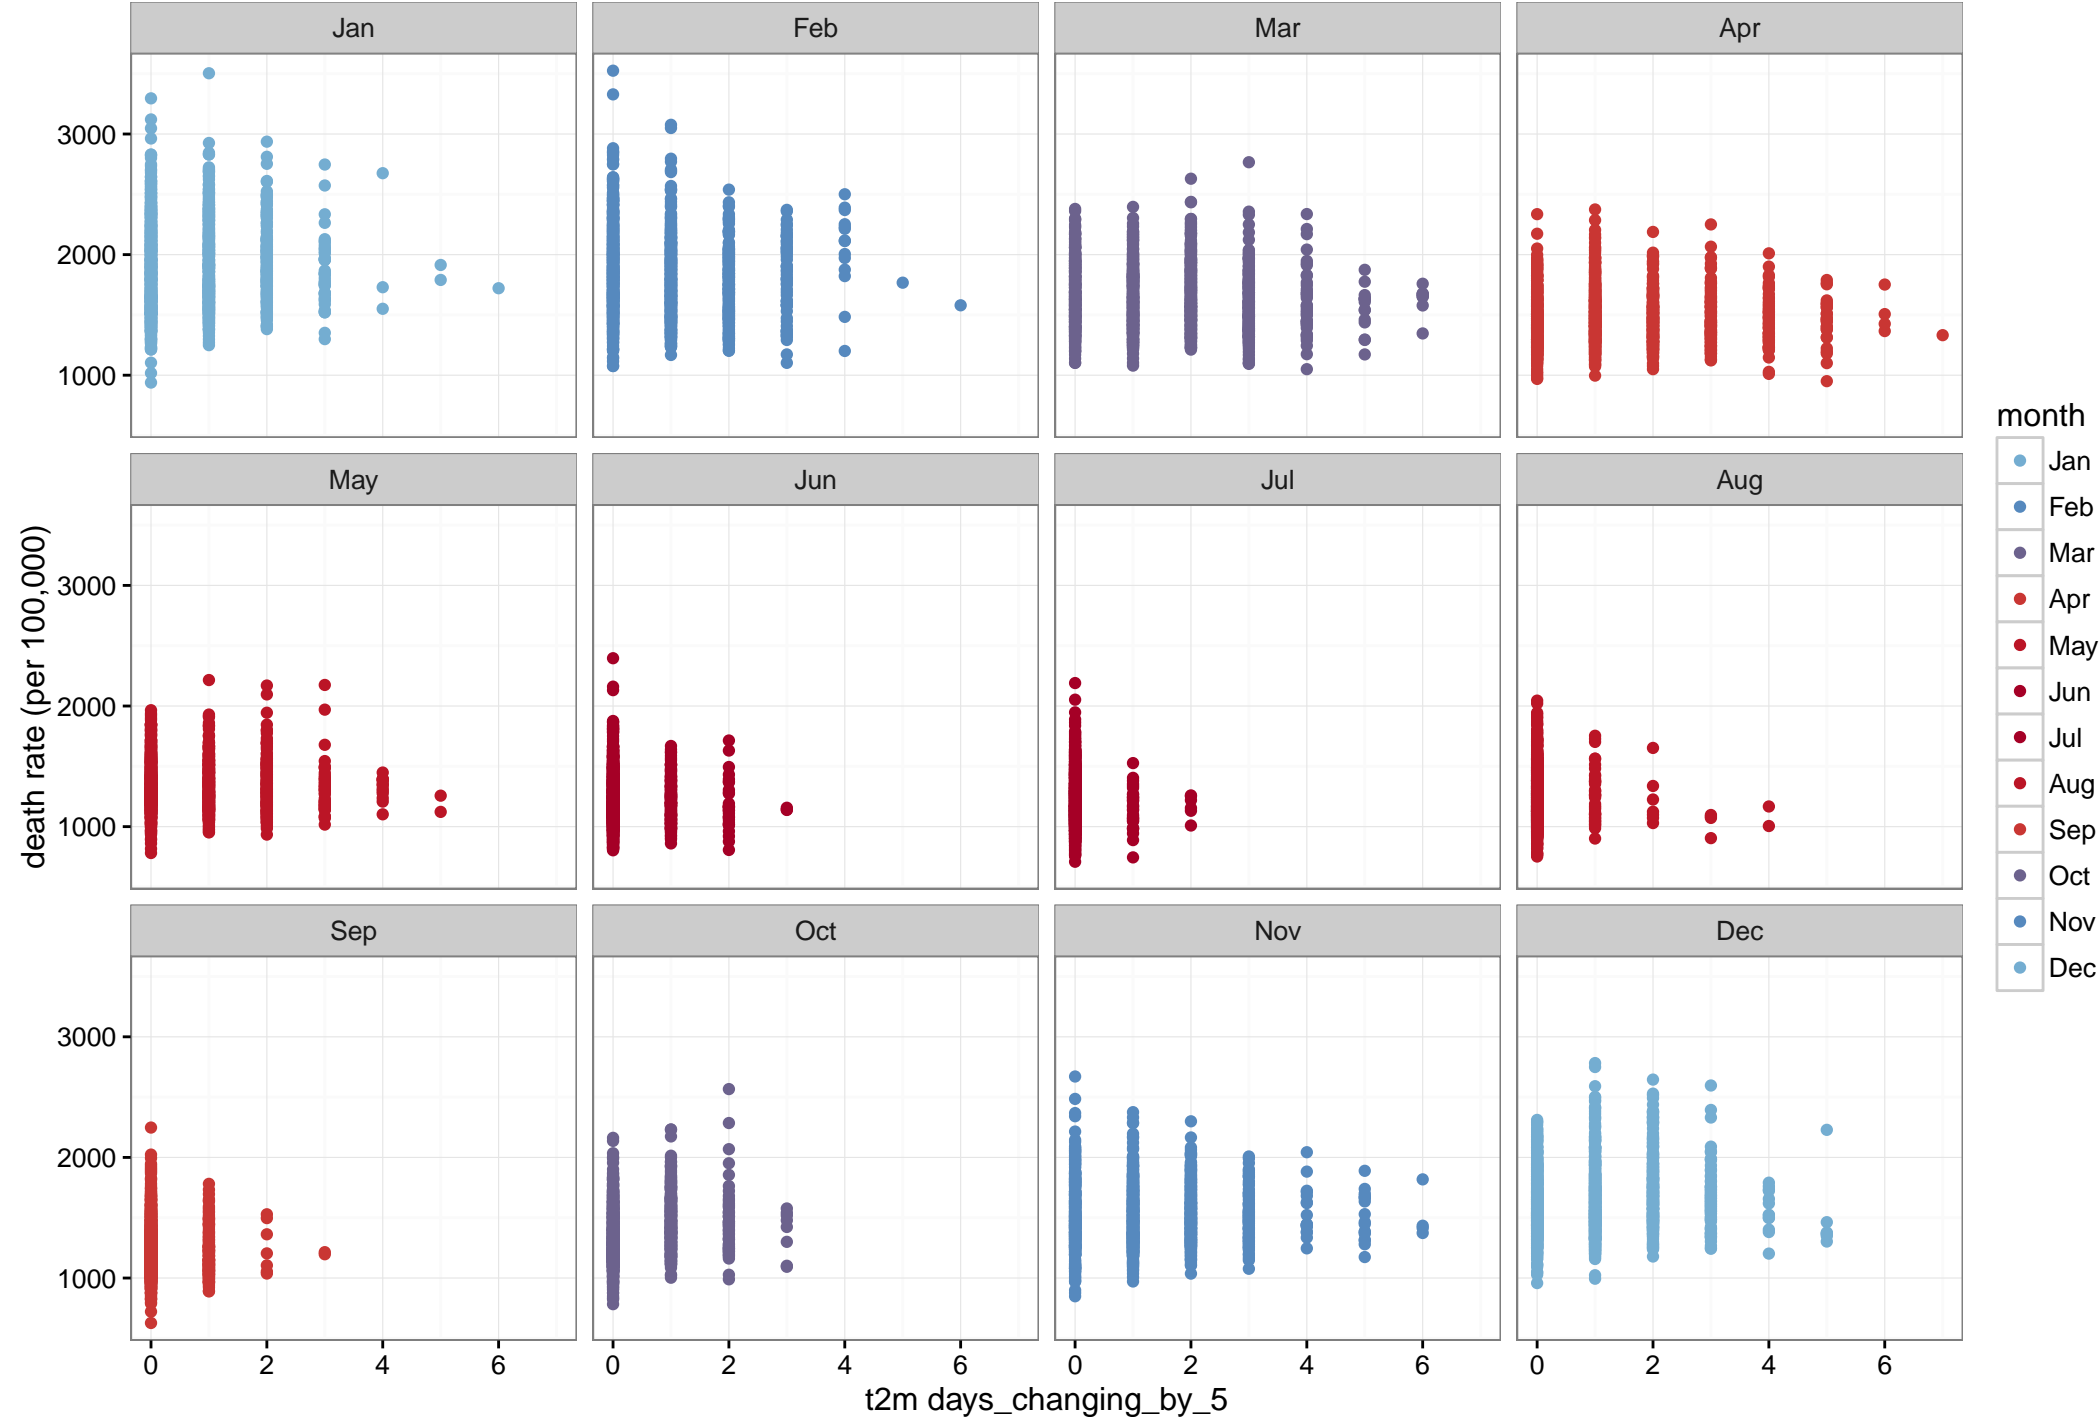 Jan Feb Mar Apr
3000
2000
1000
May Jun Jul Aug
3000
2000
1000
Sep Oct Nov Dec
3000
2000
1000
0 2 4 6 0 2 4 6 0 2 4 6 0 2 4 6
t2m days_changing_by_5
death rate (per 100,000)
month
Jan
Feb
Mar
Apr
May
Jun
Jul
Aug
Sep
Oct
Nov
Dec